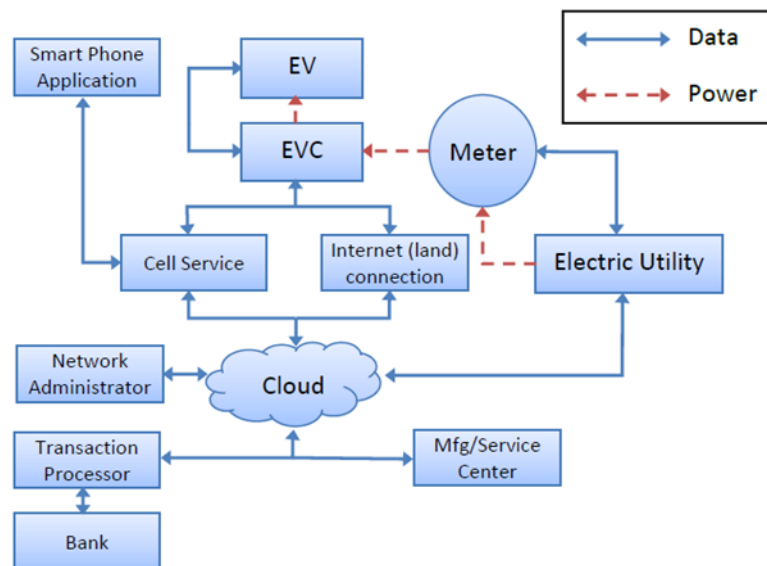 Smart Phone
Application
EV
Data
Power
EVC
Meter
Cell Service
Internet (land)
connection
Electric Utility
Network
Administrator
Cloud
Transaction
Processor
Mfg/Service
Center
Bank